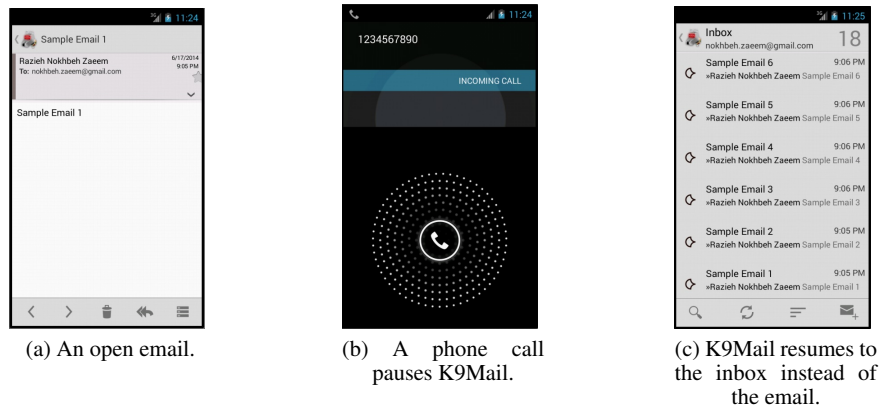 3G 11:24
Sample Email 1
Razieh Nokhbeh Zaeem 6/17/2014
To: nokhbeh.zaeem@gmail.com 9:05 PM
Sample Email 1
(a) An open email.
11:24
1234567890
INCOMING CALL
(b) A phone call
pauses K9Mail.
3G 11:25
Inbox 18
nokhbeh.zaeem@gmail.com
Sample Email 6 9:06 PM
»Razieh Nokhbeh Zaeem Sample Email 6
Sample Email 5 9:06 PM
»Razieh Nokhbeh Zaeem Sample Email 5
Sample Email 4 9:06 PM
»Razieh Nokhbeh Zaeem Sample Email 4
Sample Email 3 9:06 PM
»Razieh Nokhbeh Zaeem Sample Email 3
Sample Email 2 9:05 PM
»Razieh Nokhbeh Zaeem Sample Email 2
Sample Email 1 9:05 PM
»Razieh Nokhbeh Zaeem Sample Email 1
(c) K9Mail resumes to
the inbox instead of
the email.